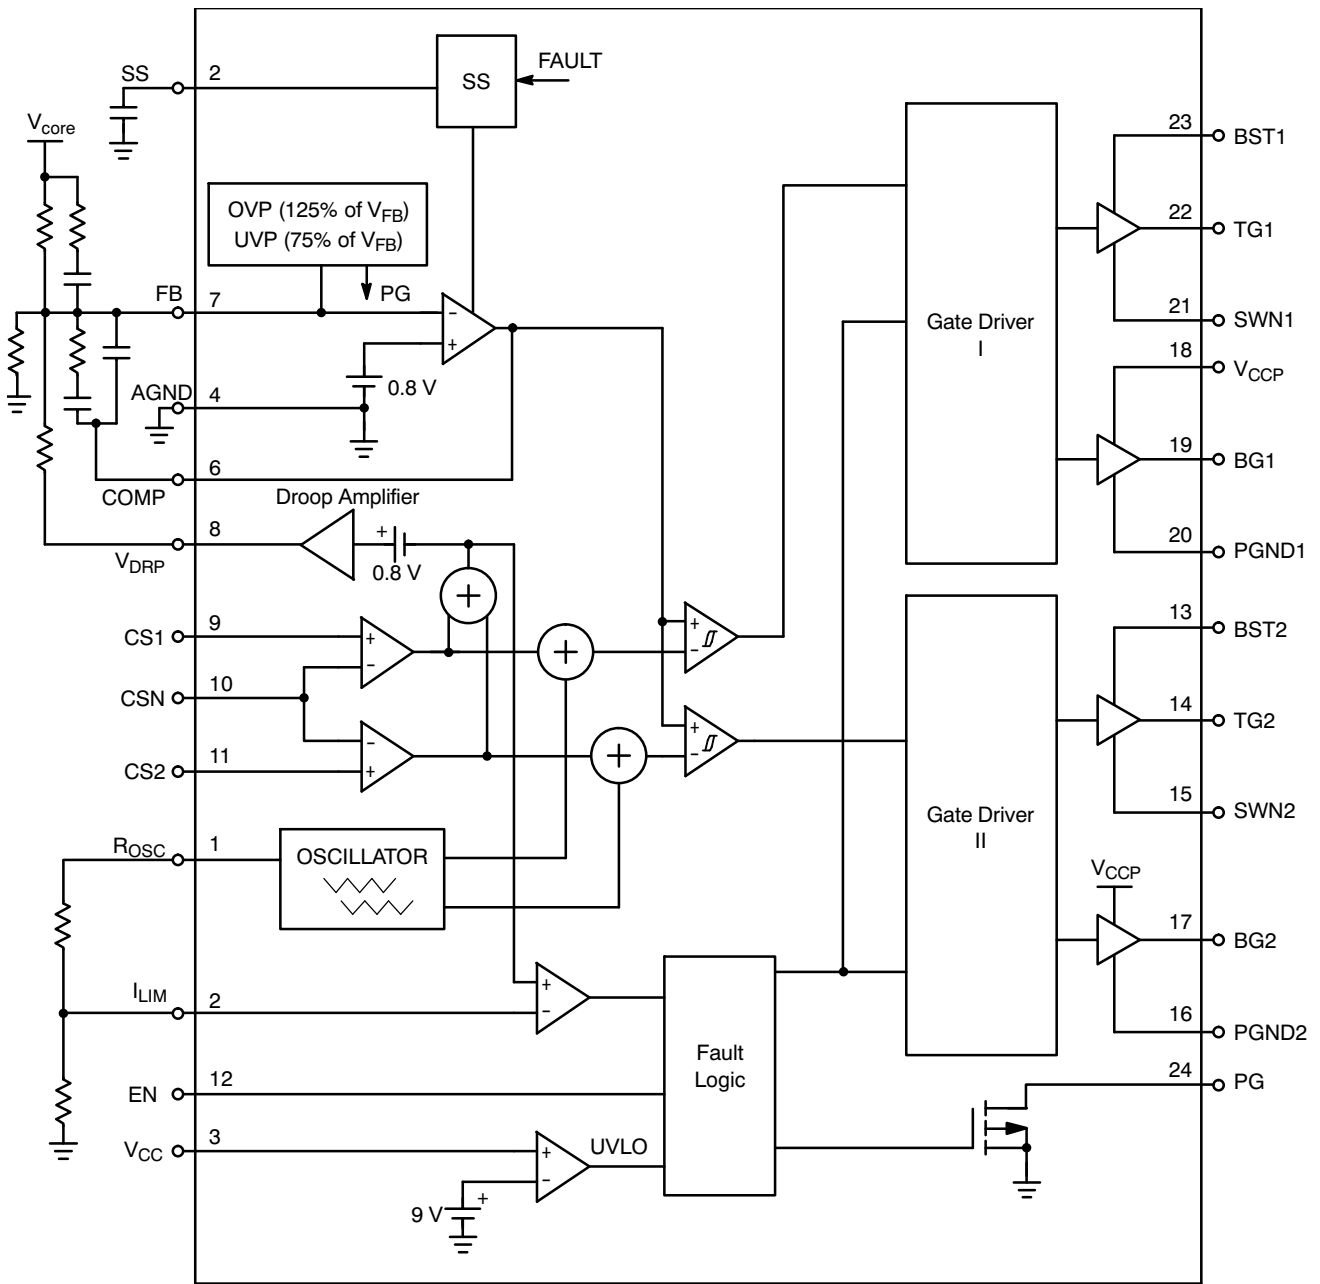 SS
2
SS
FAULT
V_core
OVP (125% of V_FB)
UVP (75% of V_FB)
FB
7
PG
-
+
0.8 V
AGND
4
COMP
6
Droop Amplifier
V_DRP
8
+
0.8 V
+
CS1
9
+
-
+
+
-
CSN
10
CS2
11
-
+
+
+
-
R_OSC
1
OSCILLATOR
I_LIM
2
+
-
EN
12
V_CC
3
+
-
UVLO
9 V
+
Fault
Logic
Gate Driver
I
23
BST1
22
TG1
21
SWN1
18
V_CCP
19
BG1
20
PGND1
Gate Driver
II
13
BST2
14
TG2
15
SWN2
V_CCP
17
BG2
16
PGND2
24
PG